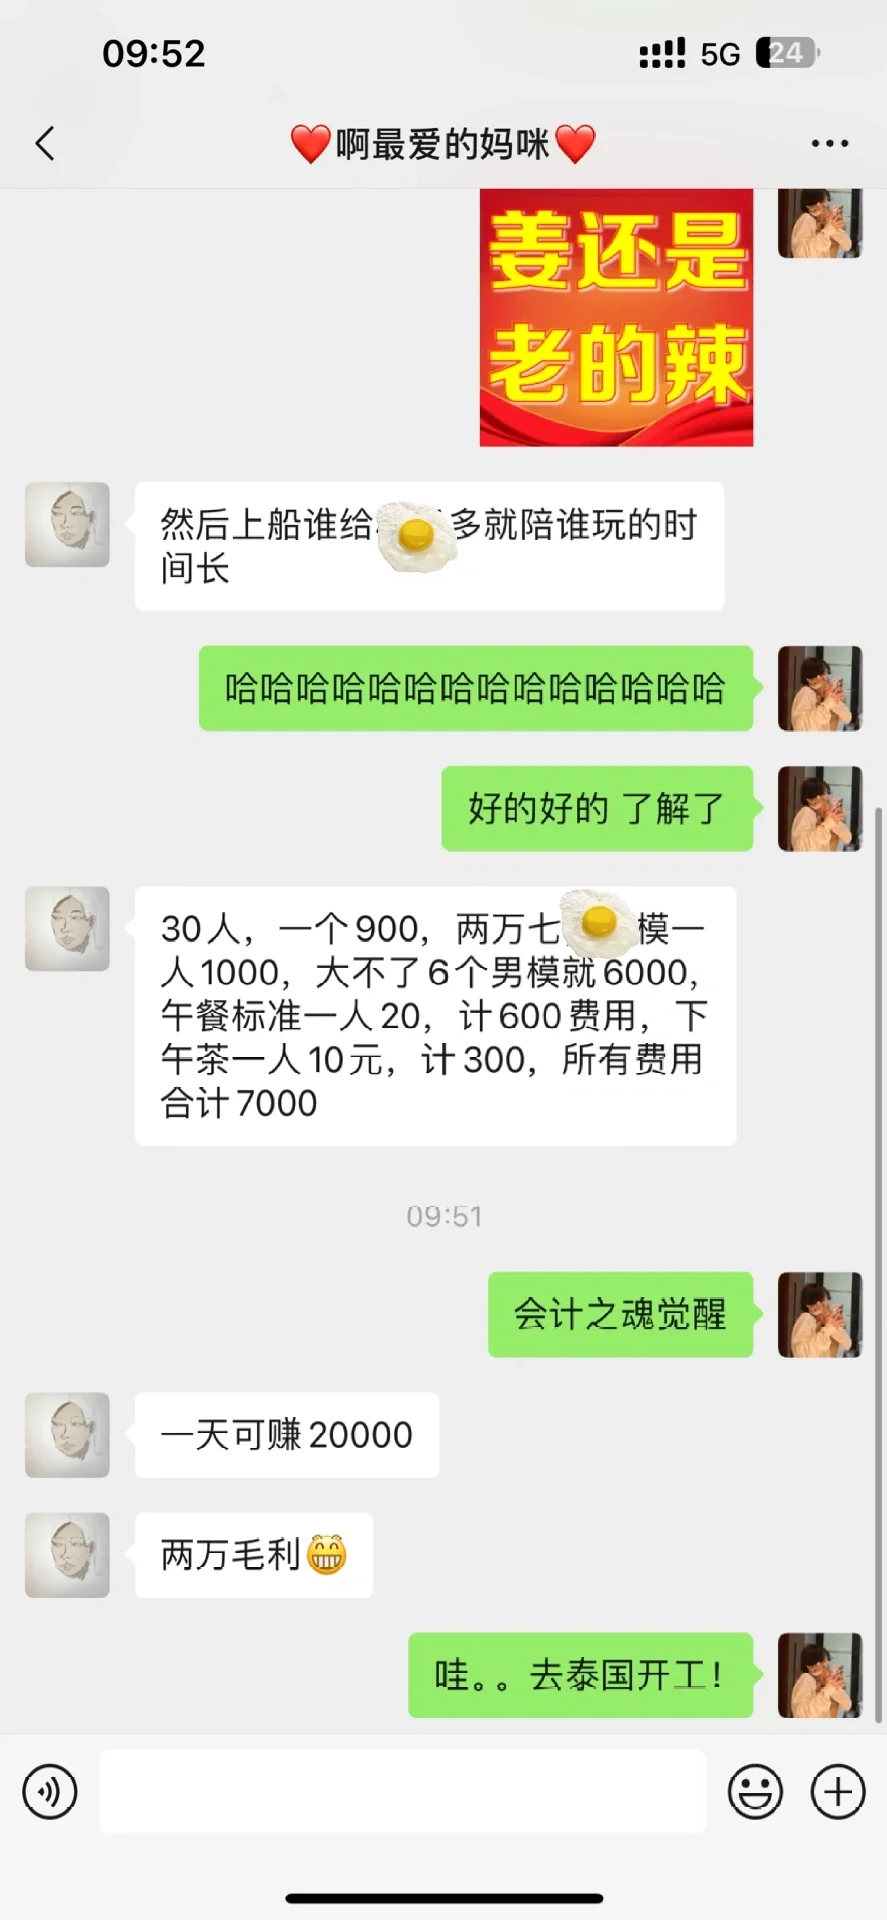 09:52
5G 24
❤️啊最爱的妈咪❤️
姜还是
老的辣
然后上船谁给多就陪谁玩的时
间长
哈哈哈哈哈哈哈哈哈哈哈哈哈哈
好的好的 了解了
30人，一个900，两万七模一
人1000，大不了6个男模就6000，
午餐标准一人20，计600费用，下
午茶一人10元，计300，所有费用
合计7000
09:51
会计之魂觉醒
一天可赚20000
两万毛利😁
哇。。去泰国开工！